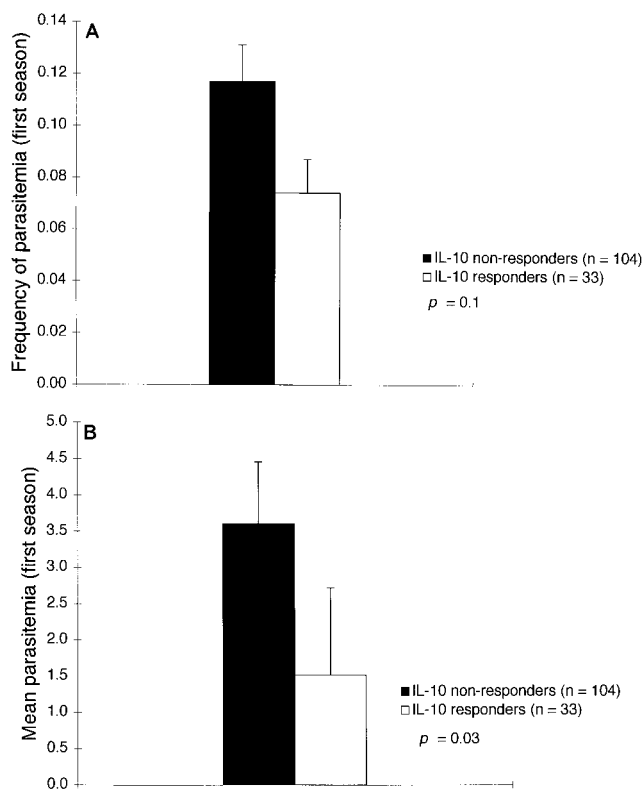 A
Frequency of parasitemia (first season)
0.14
0.12
0.10
0.08
0.06
0.04
0.02
0.00
IL-10 non-responders (n = 104)
IL-10 responders (n = 33)
p = 0.1
B
Mean parasitemia (first season)
5.0
4.5
4.0
3.5
3.0
2.5
2.0
1.5
1.0
0.5
0.0
IL-10 non-responders (n = 104)
IL-10 responders (n = 33)
p = 0.03